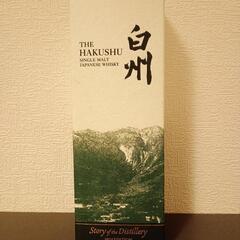 THE
HAKUSHU
SINGLE MALT
JAPANESE WHISKY
白州
Story of the Distillery